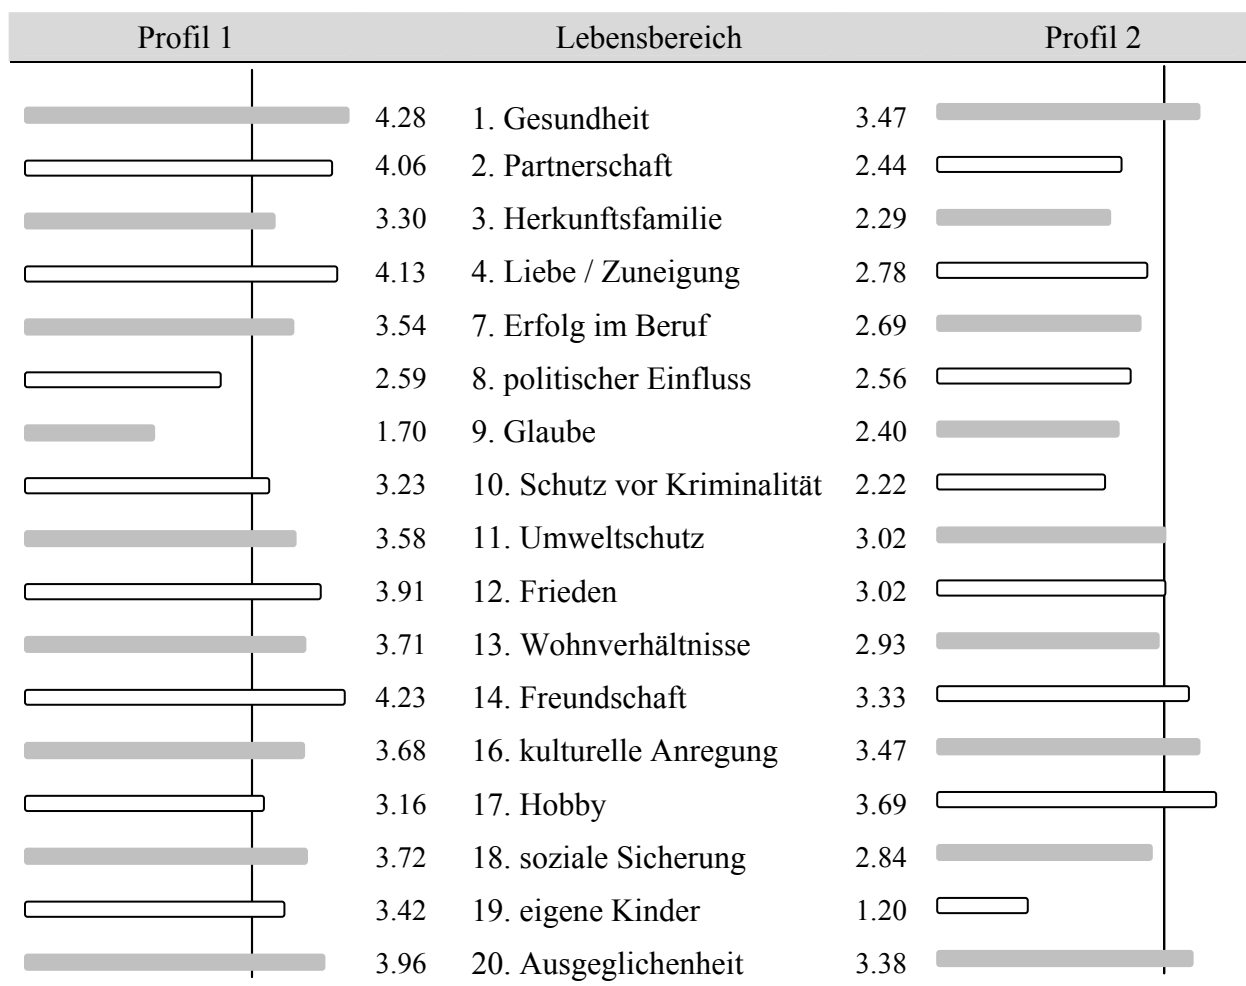 Profil 1 Lebensbereich Profil 2
4.28 1. Gesundheit 3.47
4.06 2. Partnerschaft 2.44
3.30 3. Herkunftsfamilie 2.29
4.13 4. Liebe / Zuneigung 2.78
3.54 7. Erfolg im Beruf 2.69
2.59 8. politischer Einfluss 2.56
1.70 9. Glaube 2.40
3.23 10. Schutz vor Kriminalität 2.22
3.58 11. Umweltschutz 3.02
3.91 12. Frieden 3.02
3.71 13. Wohnverhältnisse 2.93
4.23 14. Freundschaft 3.33
3.68 16. kulturelle Anregung 3.47
3.16 17. Hobby 3.69
3.72 18. soziale Sicherung 2.84
3.42 19. eigene Kinder 1.20
3.96 20. Ausgeglichenheit 3.38